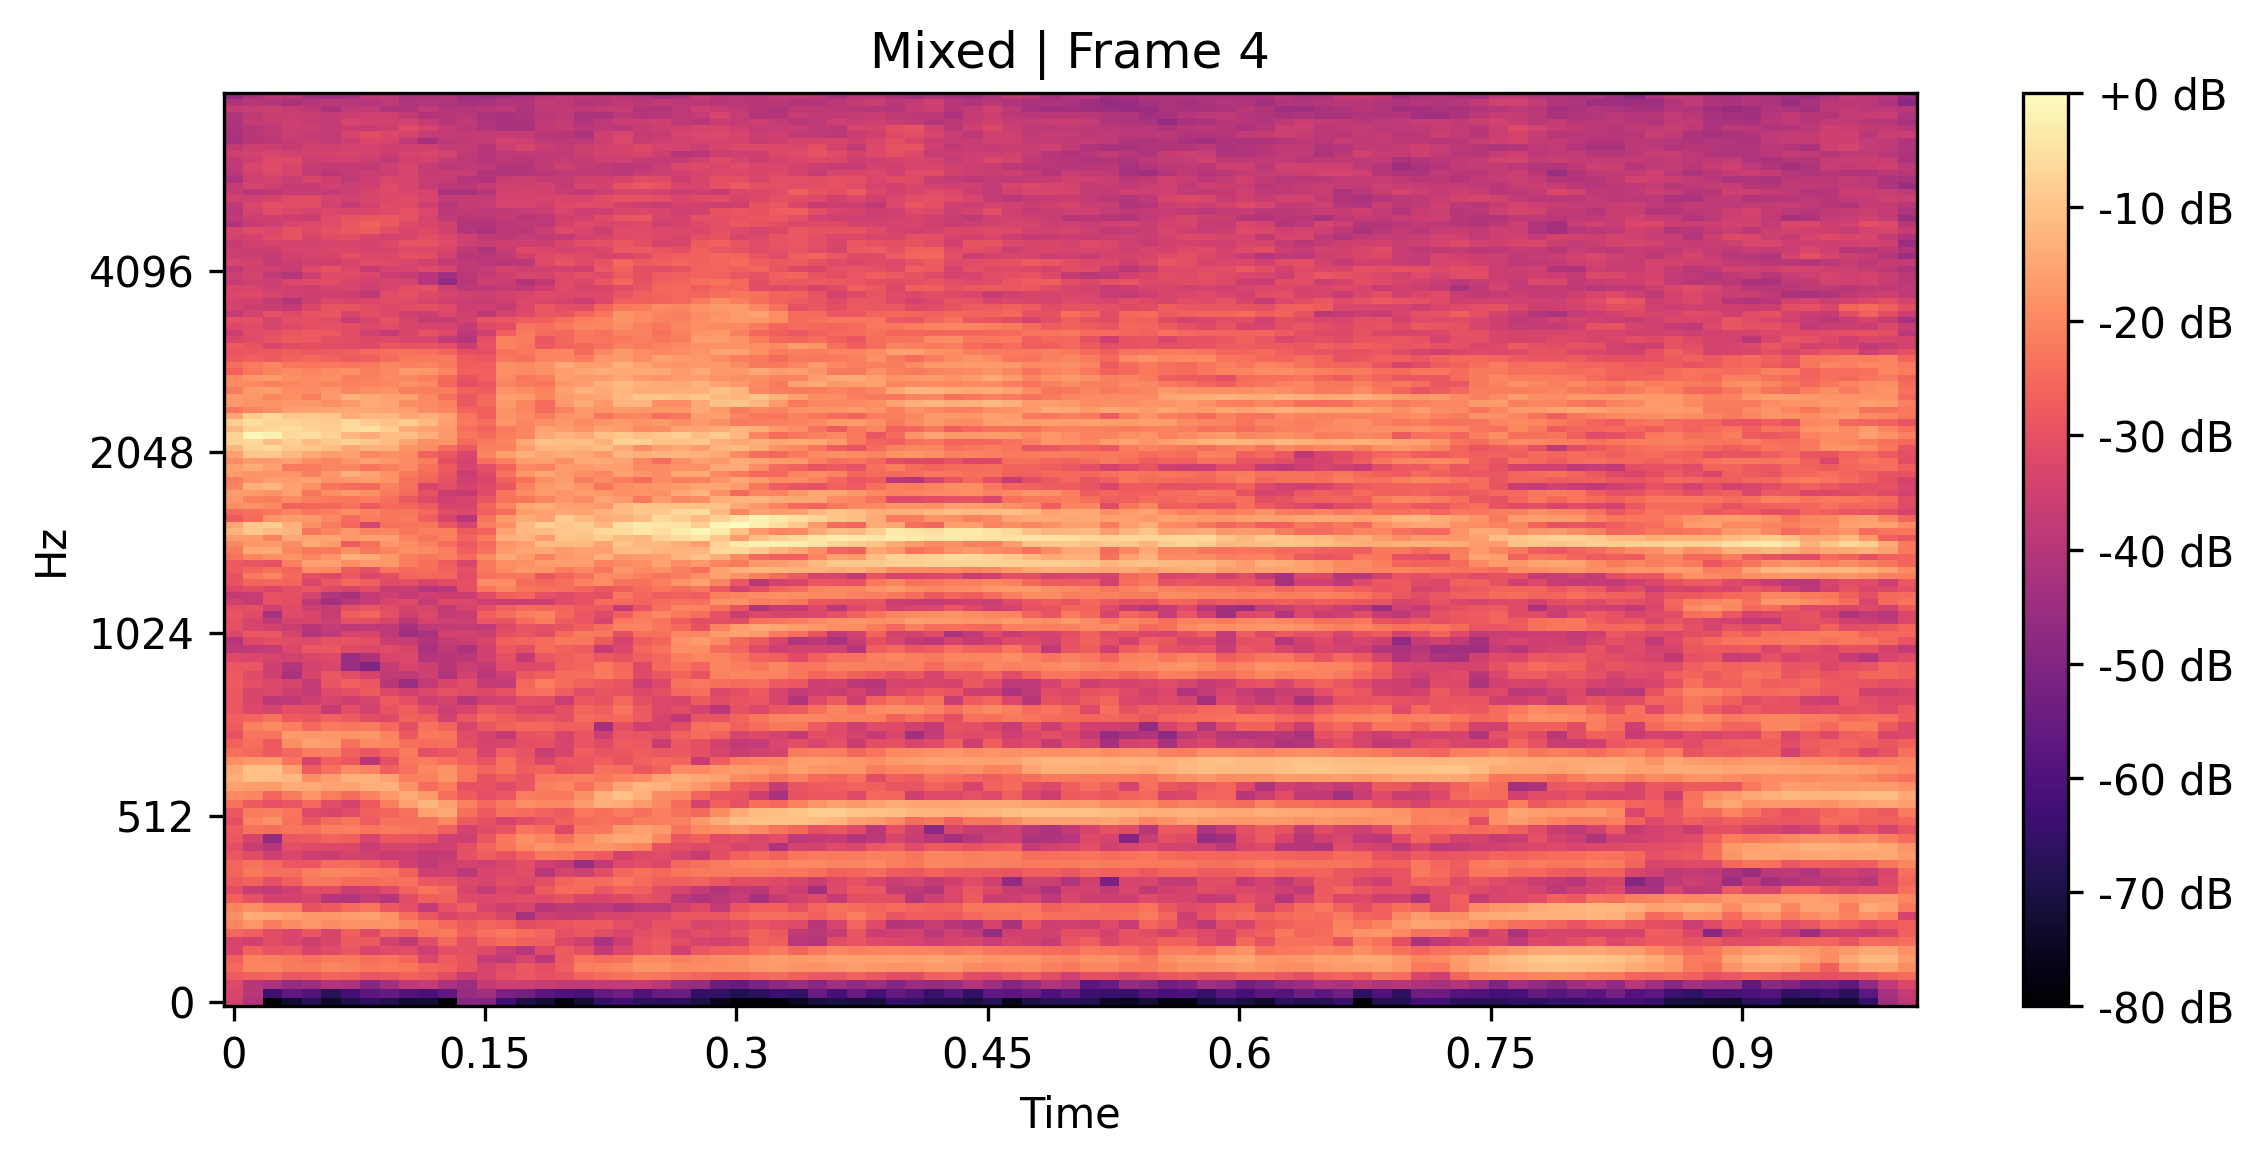 Mixed | Frame 4
+0 dB
-10 dB
-20 dB
-30 dB
-40 dB
-50 dB
-60 dB
-70 dB
-80 dB
4096
2048
1024
512
0
Hz
0 0.15 0.3 0.45 0.6 0.75 0.9
Time